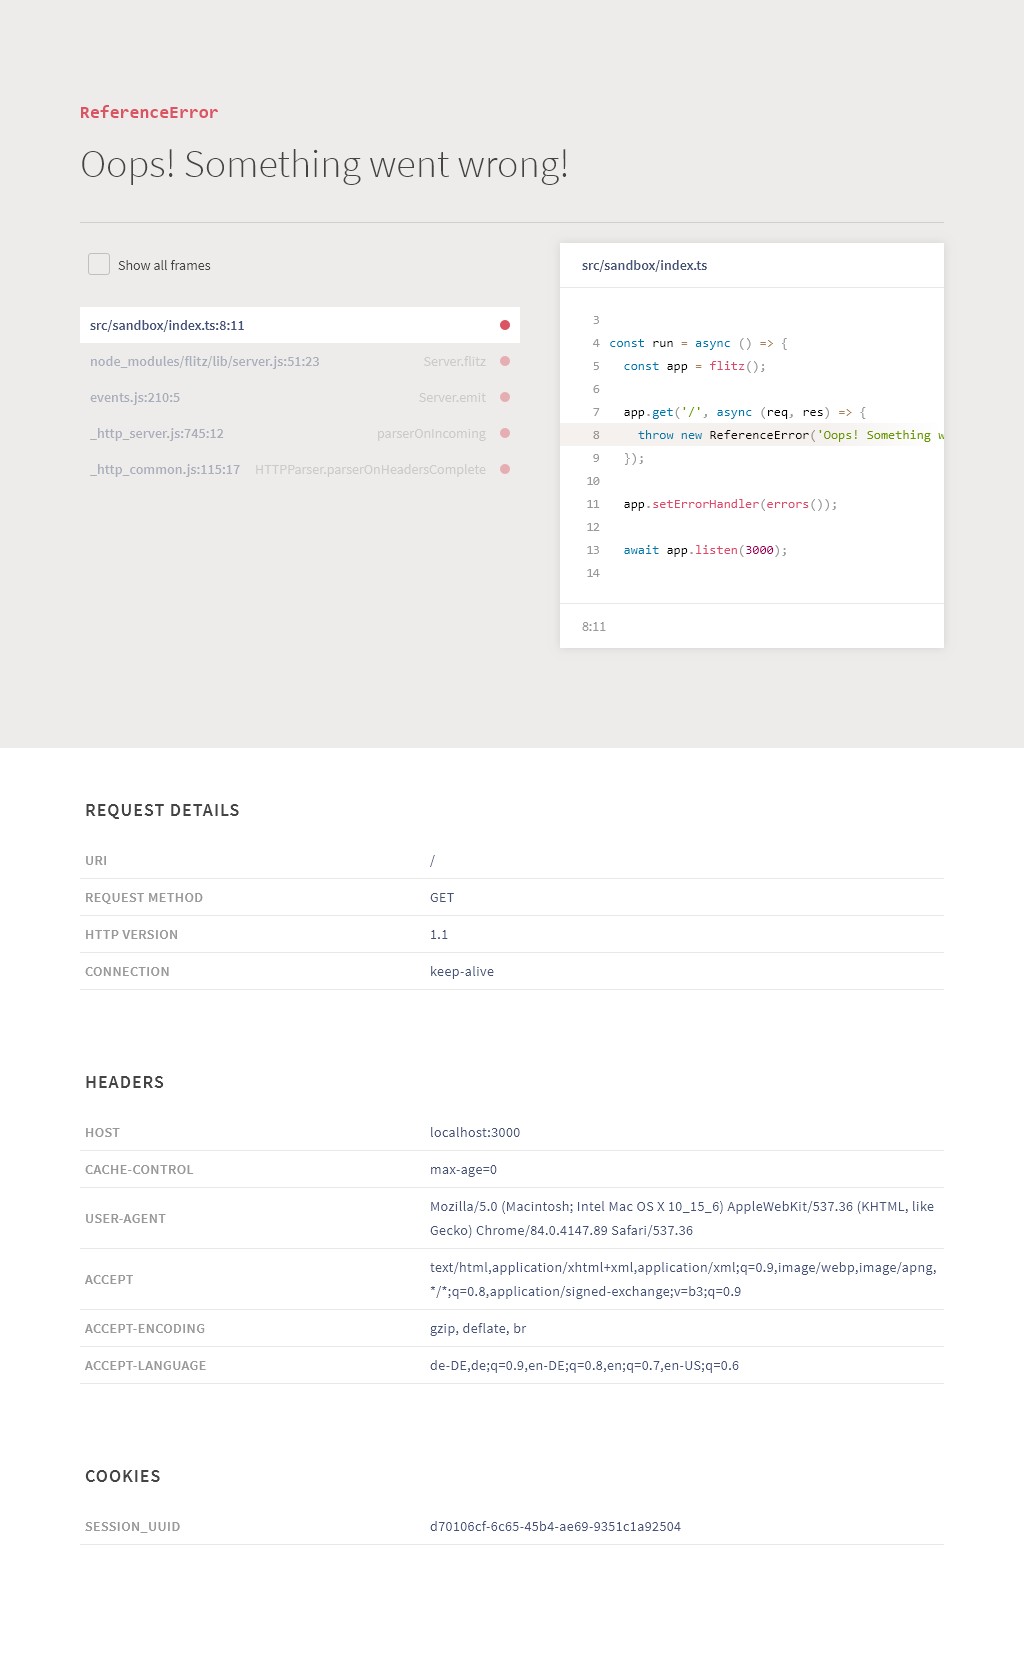 ReferenceError
Oops! Something went wrong!
Show all frames
src/sandbox/index.ts:8:11
node_modules/flitz/lib/server.js:51:23 Server.flitz
events.js:210:5 Server.emit
_http_server.js:745:12 parserOnIncoming
_http_common.js:115:17 HTTPParser.parserOnHeadersComplete
src/sandbox/index.ts
3
4 const run = async () => {
5   const app = flitz();
6
7   app.get('/', async (req, res) => {
8     throw new ReferenceError('Oops! Something
9   });
10
11   app.setErrorHandler(errors());
12
13   await app.listen(3000);
14
8:11
REQUEST DETAILS
URI /
REQUEST METHOD GET
HTTP VERSION 1.1
CONNECTION keep-alive
HEADERS
HOST localhost:3000
CACHE-CONTROL max-age=0
USER-AGENT Mozilla/5.0 (Macintosh; Intel Mac OS X 10_15_6) AppleWebKit/537.36 (KHTML, like
Gecko) Chrome/84.0.4147.89 Safari/537.36
ACCEPT text/html,application/xhtml+xml,application/xml;q=0.9,image/webp,image/apng,
*/*;q=0.8,application/signed-exchange;v=b3;q=0.9
ACCEPT-ENCODING gzip, deflate, br
ACCEPT-LANGUAGE de-DE,de;q=0.9,en-DE;q=0.8,en;q=0.7,en-US;q=0.6
COOKIES
SESSION_UUID d70106cf-6c65-45b4-ae69-9351c1a92504